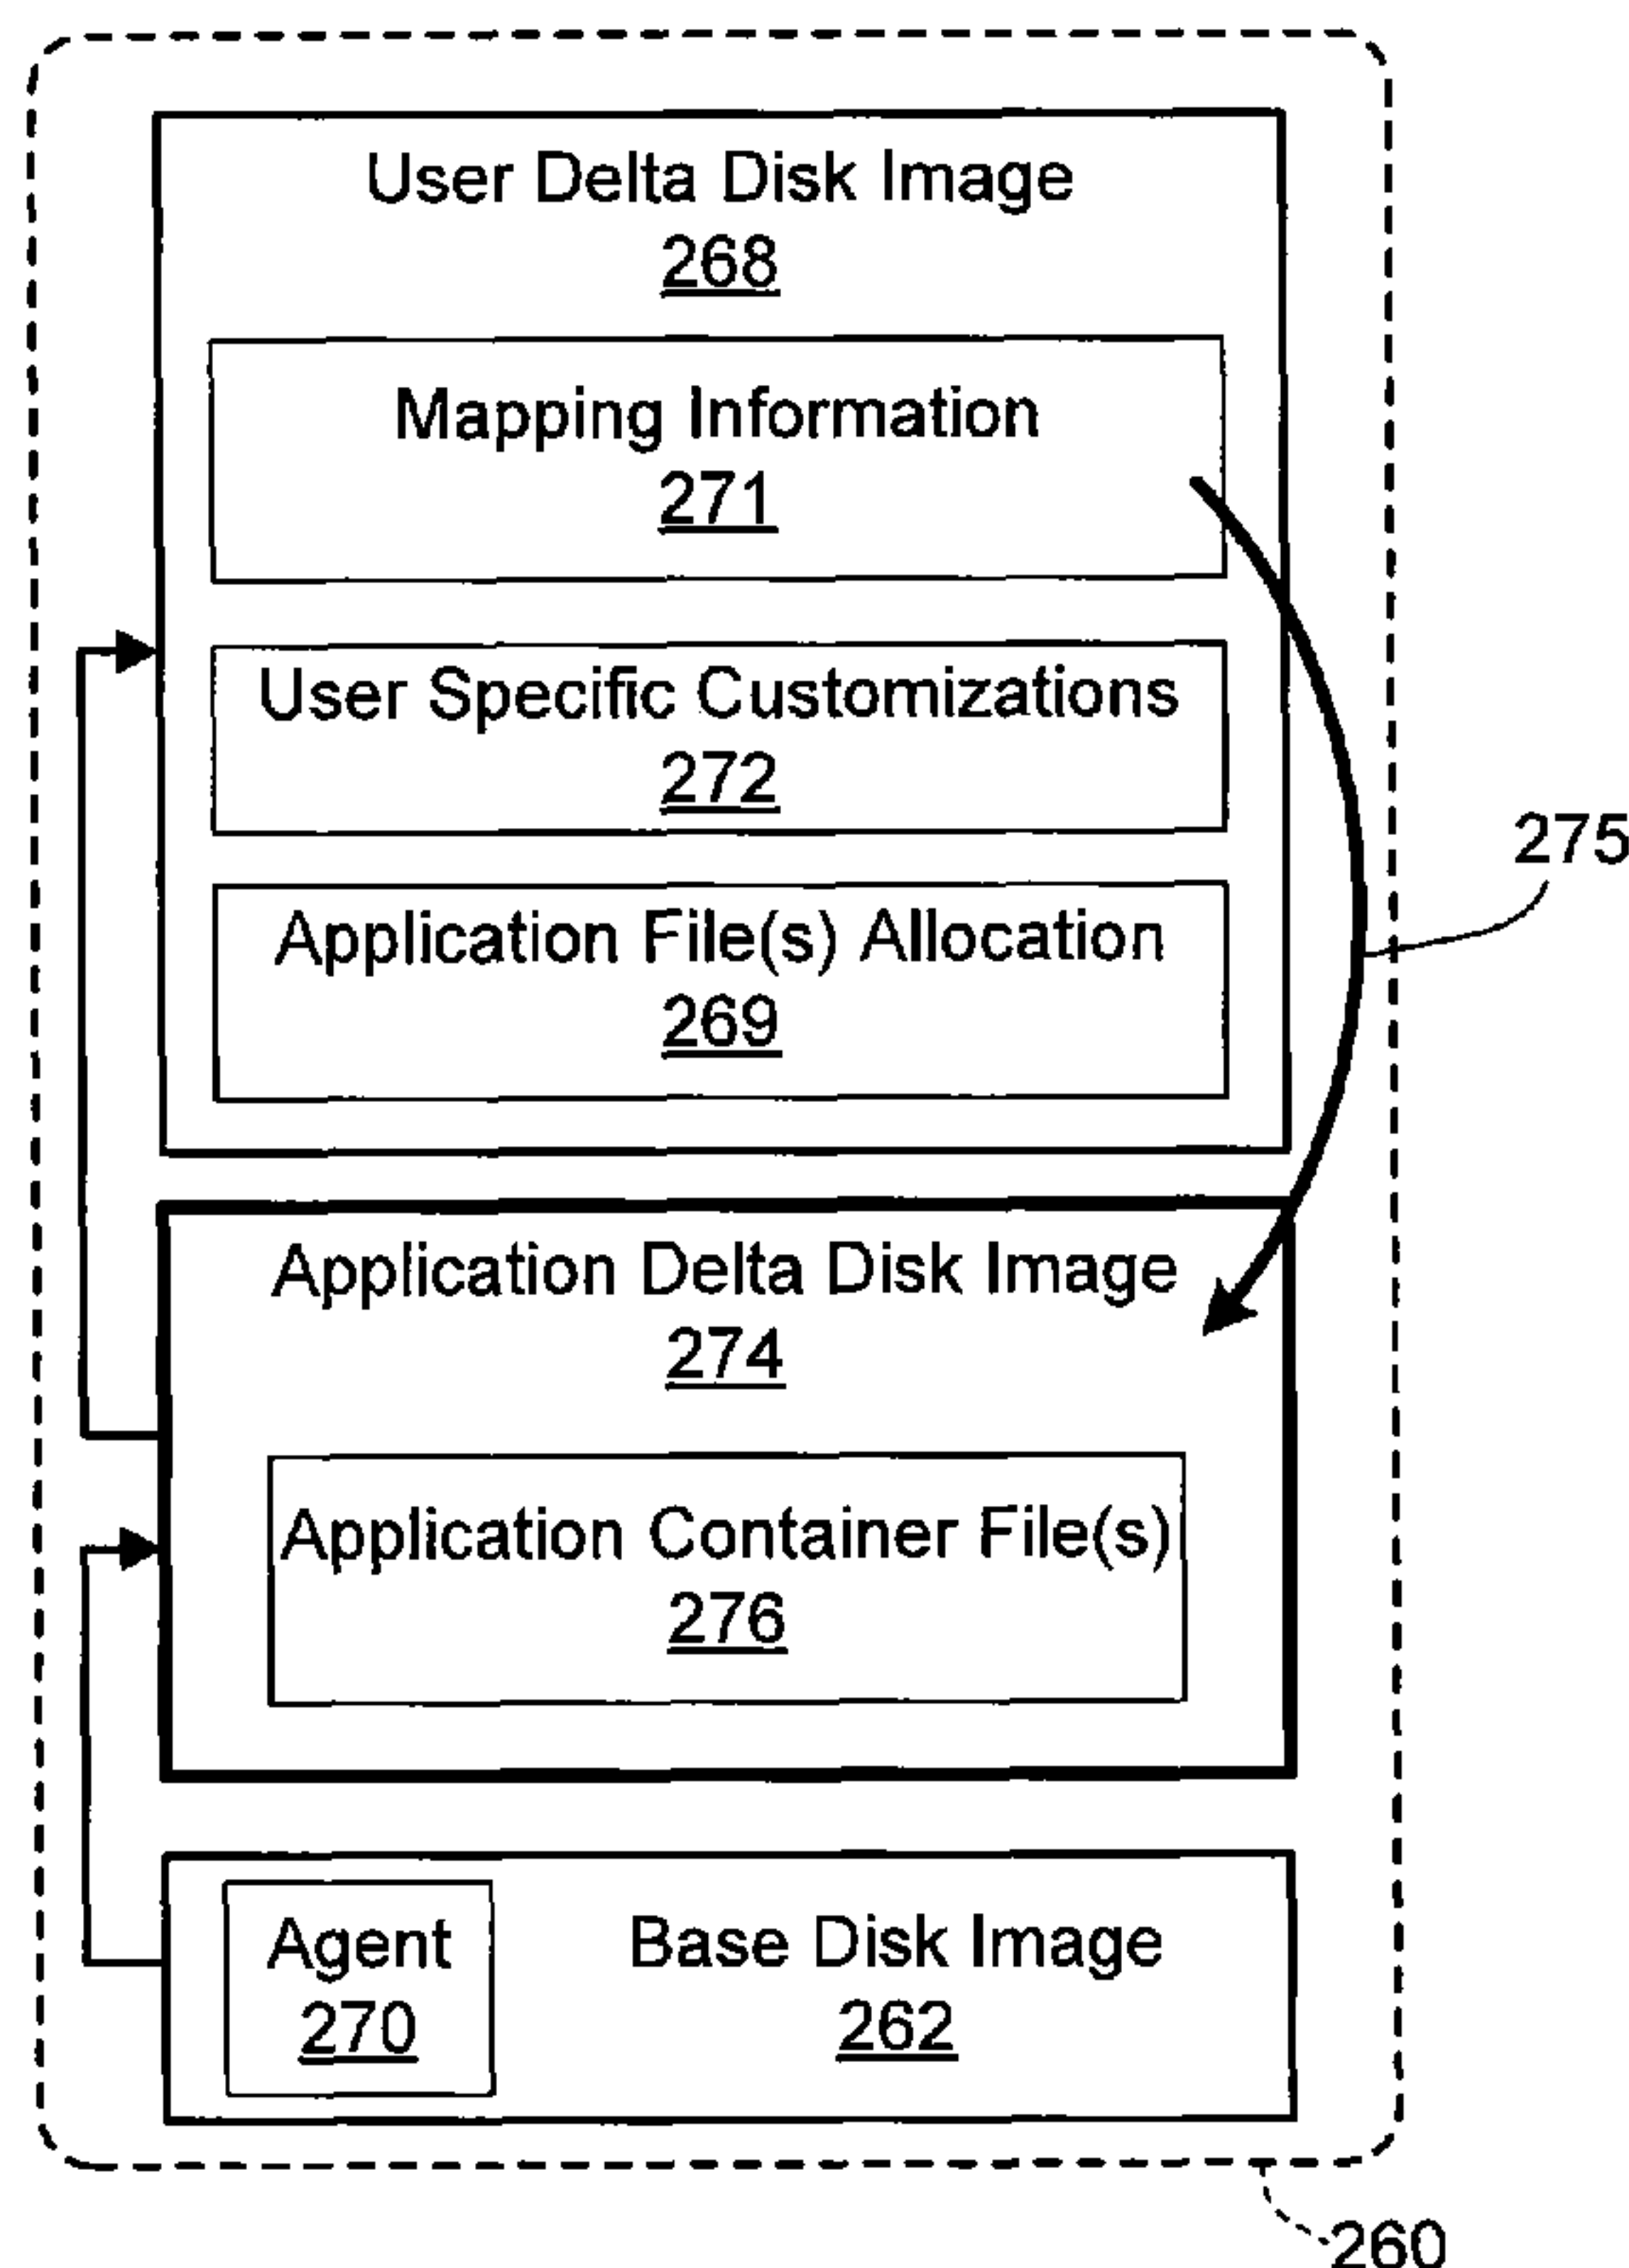 User Delta Disk Image
268
Mapping Information
271
User Specific Customizations
272
275
Application File(s) Allocation
269
Application Delta Disk Image
274
Application Container File(s)
276
Agent
270
Base Disk Image
262
260